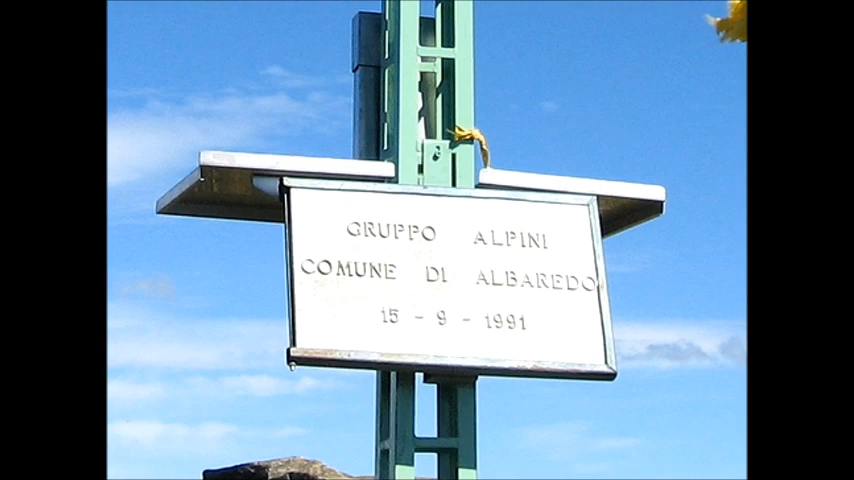 GRUPPO ALPINI
COMUNE DI ALBAREDO
15 - 9 - 1991